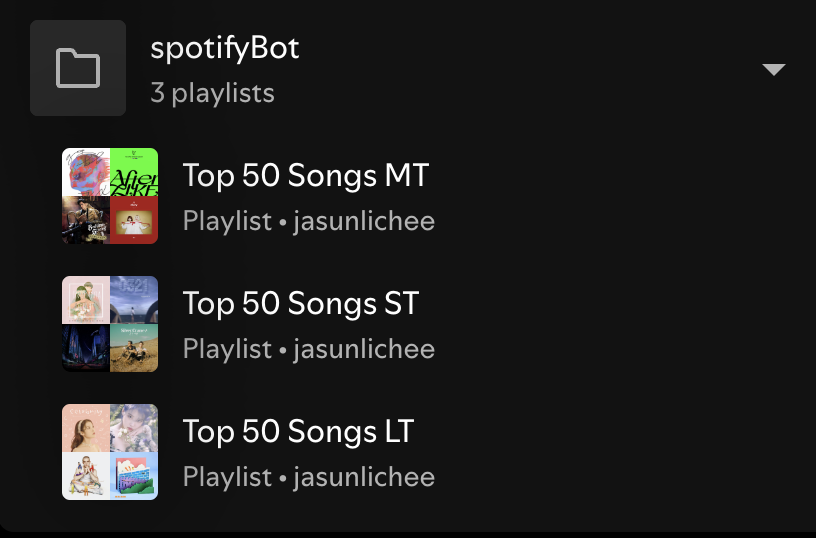 spotifyBot
3 playlists
Top 50 Songs MT
Playlist • jasunlichee
Top 50 Songs ST
Playlist • jasunlichee
Top 50 Songs LT
Playlist • jasunlichee